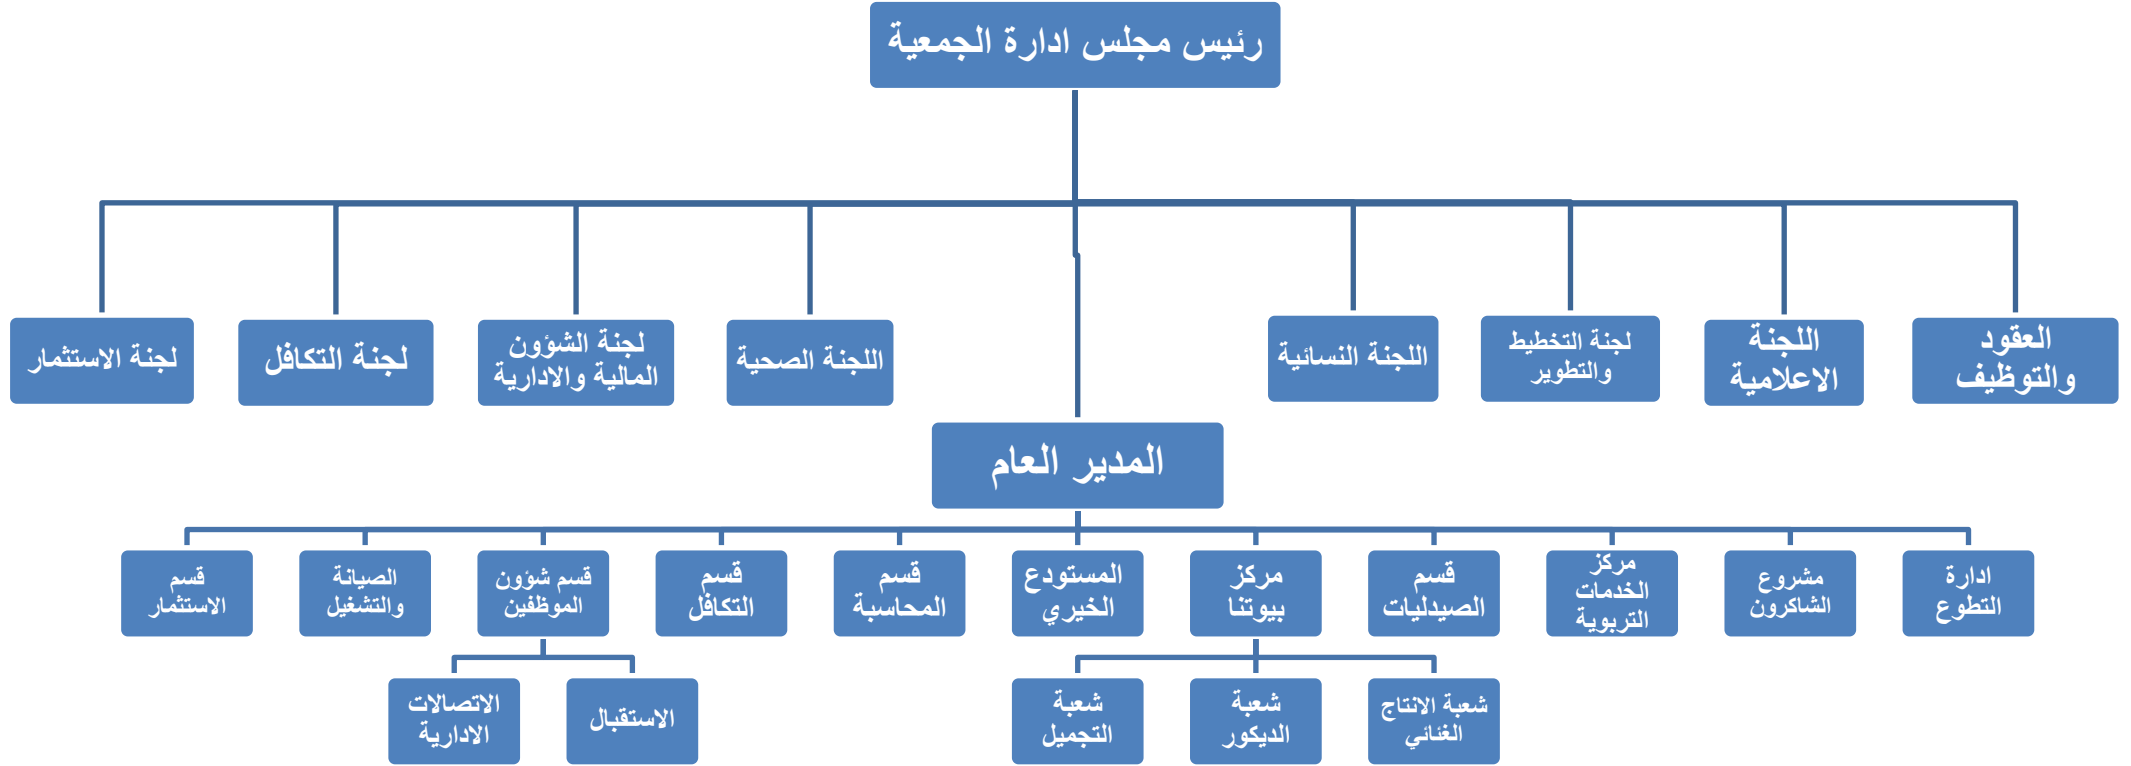 رئيس مجلس ادارة الجمعية
العقود
والتوظيف
اللجنة
الاعلامية
لجنة التخطيط
والتطوير
اللجنة النسائية
اللجنة الصحية
لجنة الشؤون
المالية والادارية
لجنة التكافل
لجنة الاستثمار
المدير العام
ادارة
التطوع
مشروع
الشاكرون
مركز
الخدمات
التربوية
قسم
الصيدليات
مركز
بيوتنا
المستودع
الخيري
قسم
المحاسبة
قسم
التكافل
قسم شؤون
الموظفين
الصيانة
والتشغيل
قسم
الاستثمار
شعبة الانتاج
الغنائي
شعبة
الديكور
شعبة
التجميل
الاستقبال
الاتصالات
الادارية